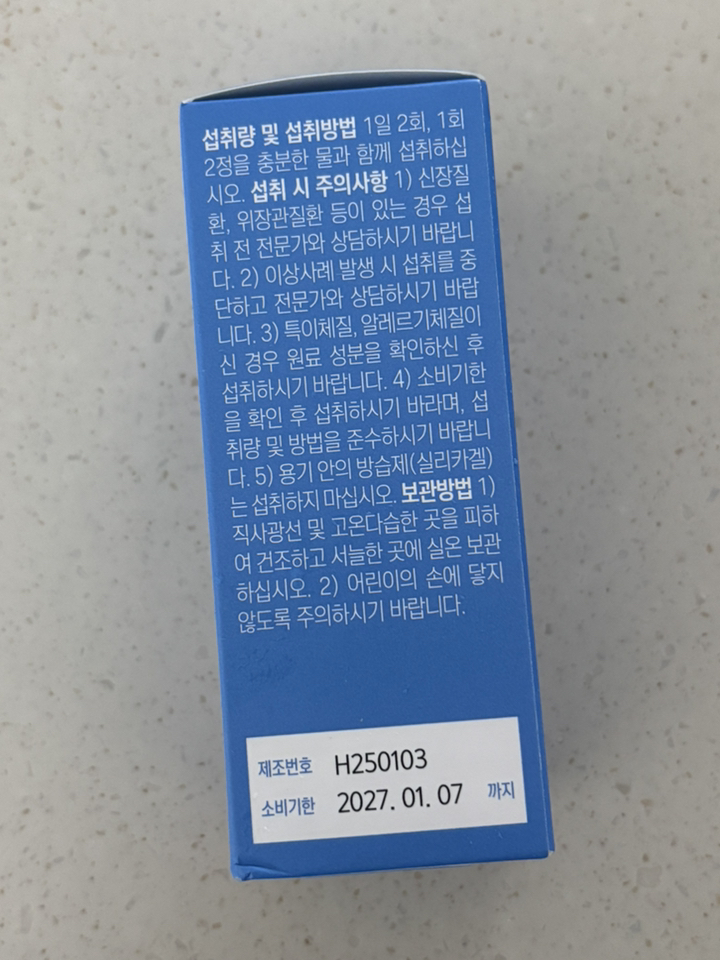 섭취량 및 섭취방법 1일 2회, 1회
2정을 충분한 물과 함께 섭취하십
시오. 섭취 시 주의사항 1) 신장질
환, 위장관질환 등이 있는 경우 섭
취 전 전문가와 상담하시기 바랍니
다. 2) 이상사례 발생 시 섭취를 중
단하고 전문가와 상담하시기 바랍
니다. 3) 특이체질, 알레르기체질이
신 경우 원료 성분을 확인하신 후
섭취하시기 바랍니다. 4) 소비기한
을 확인 후 섭취하시기 바라며, 섭
취량 및 방법을 준수하시기 바랍니
다. 5) 용기 안의 방습제(실리카겔)
는 섭취하지 마십시오. 보관방법 1)
직사광선 및 고온다습한 곳을 피하
여 건조하고 서늘한 곳에 실온 보관
하십시오. 2) 어린이의 손에 닿지
않도록 주의하시기 바랍니다.
제조번호 H250103
소비기한 2027. 01. 07 까지